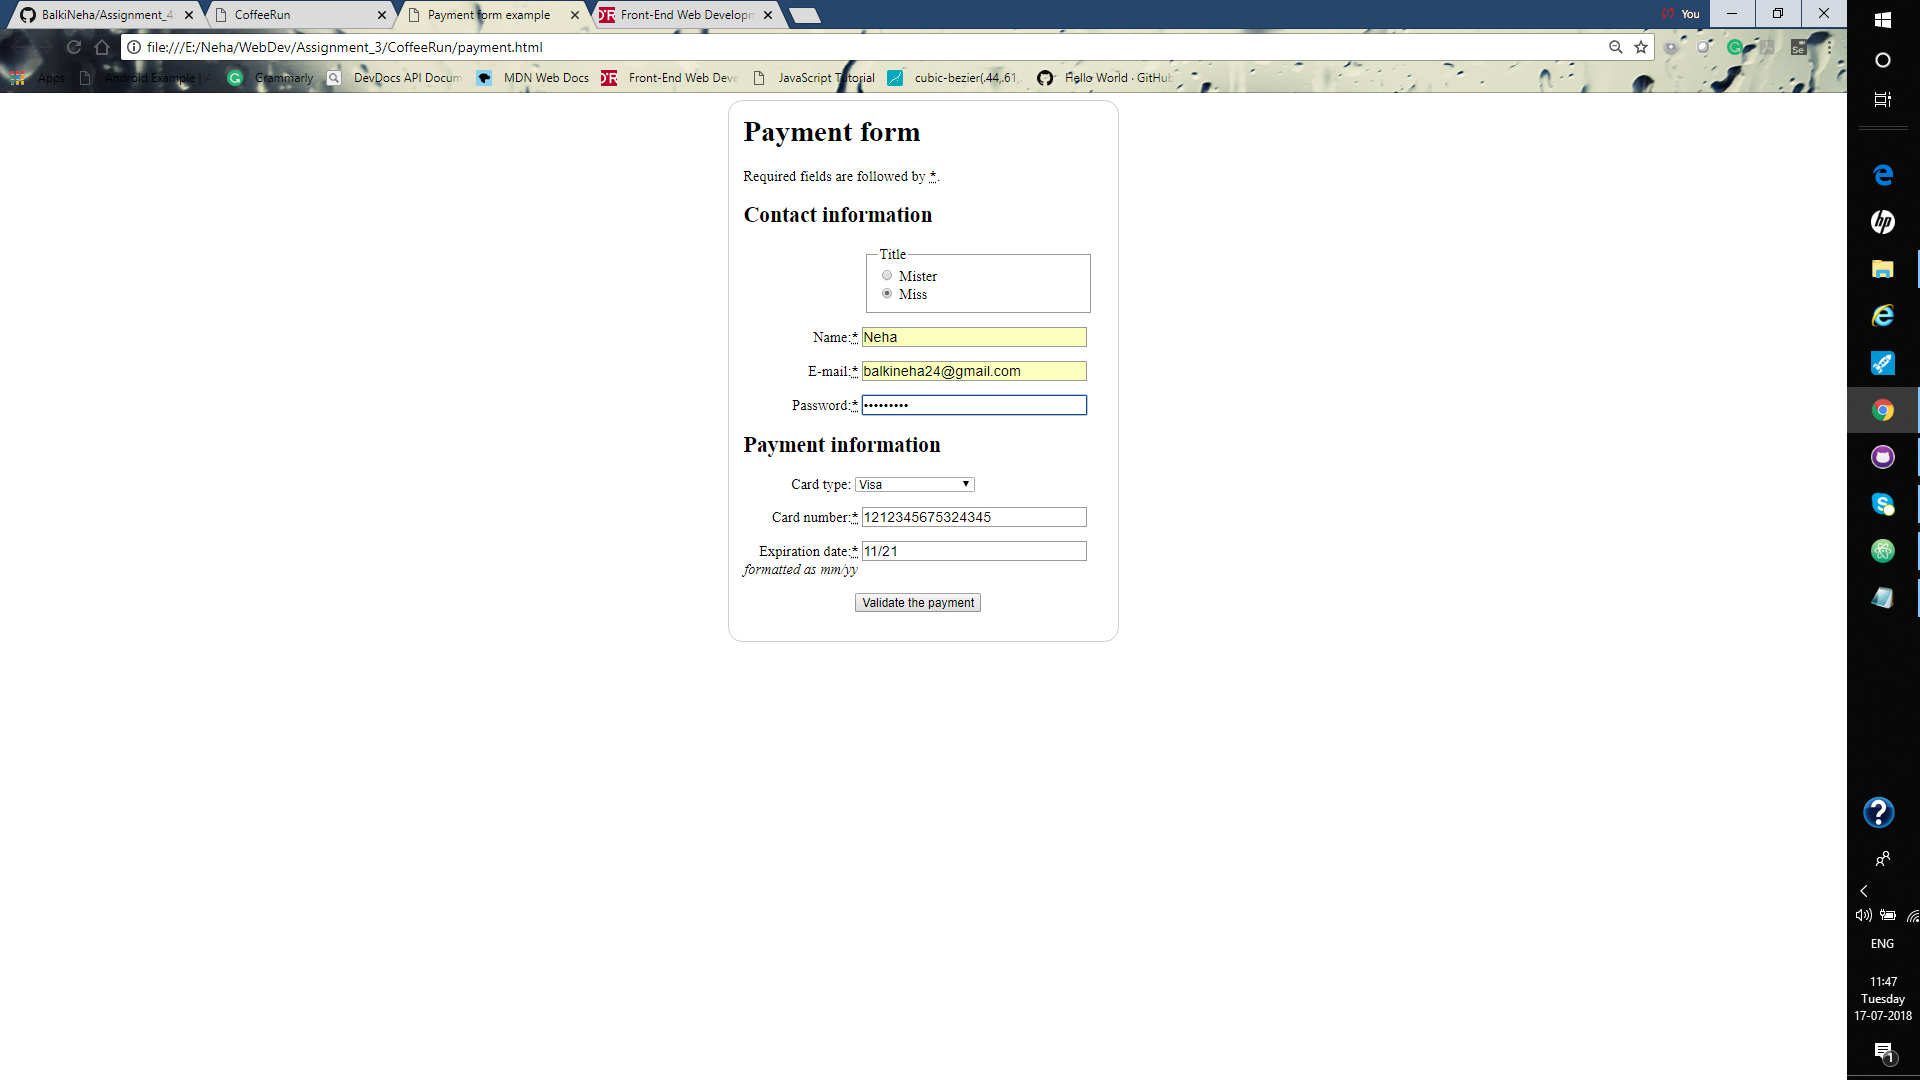 BalkiNeha/Assignment_4
CoffeeRun
Payment form example
Front-End Web Developm
You
file:///E:/Neha/WebDev/Assignment_3/CoffeeRun/payment.html
Apps
Android Example
Grammarly
DevDocs API Docum
MDN Web Docs
Front-End Web Deve
JavaScript Tutorial
cubic-bezier(.44,.61,
Hello World · GitHub
Payment form
Required fields are followed by *.
Contact information
Title
Mister
Miss
Name:* Neha
E-mail:* balkineha24@gmail.com
Password:* •••••••••
Payment information
Card type: Visa
Card number:* 1212345675324345
Expiration date:* 11/21
formatted as mm/yy
Validate the payment
ENG
11:47
Tuesday
17-07-2018
1